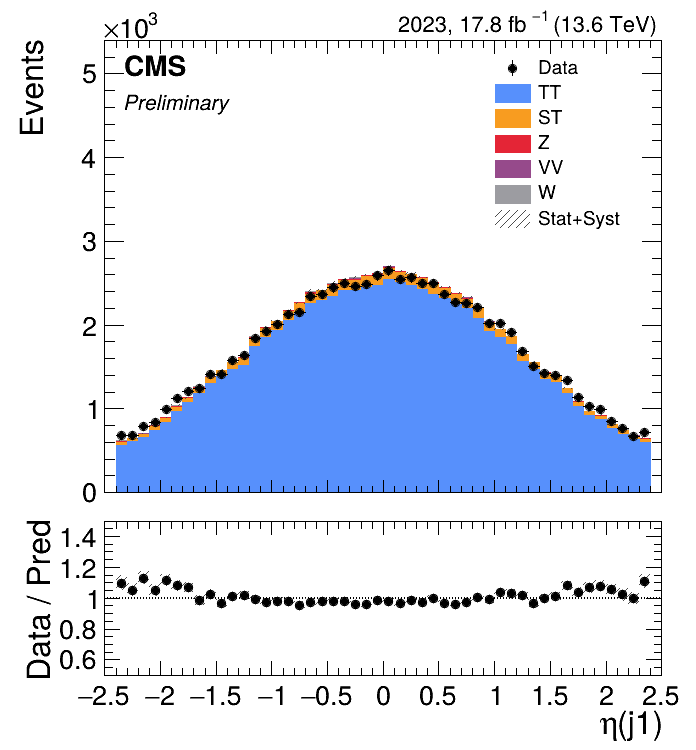 ×10³ 2023, 17.8 fb⁻¹ (13.6 TeV)
Events
CMS
Preliminary
Data
TT
ST
Z
VV
W
Stat+Syst
5
4
3
2
1
0
Data / Pred
1.4
1.2
1
0.8
0.6
−2.5 −2 −1.5 −1 −0.5 0 0.5 1 1.5 2 2.5
η(j1)